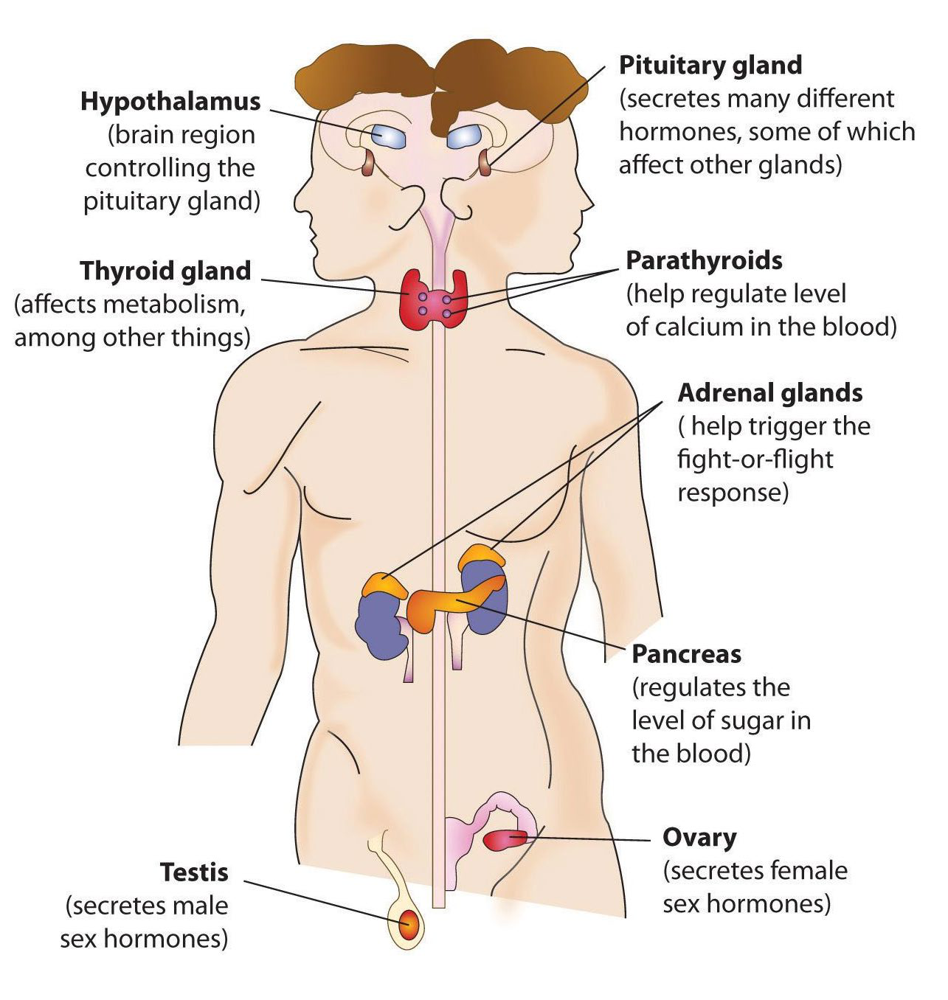 Hypothalamus
(brain region
controlling the
pituitary gland)
Pituitary gland
(secretes many different
hormones, some of which
affect other glands)
Thyroid gland
(affects metabolism,
among other things)
Parathyroids
(help regulate level
of calcium in the blood)
Adrenal glands
( help trigger the
fight-or-flight
response)
Pancreas
(regulates the
level of sugar in
the blood)
Ovary
(secretes female
sex hormones)
Testis
(secretes male
sex hormones)